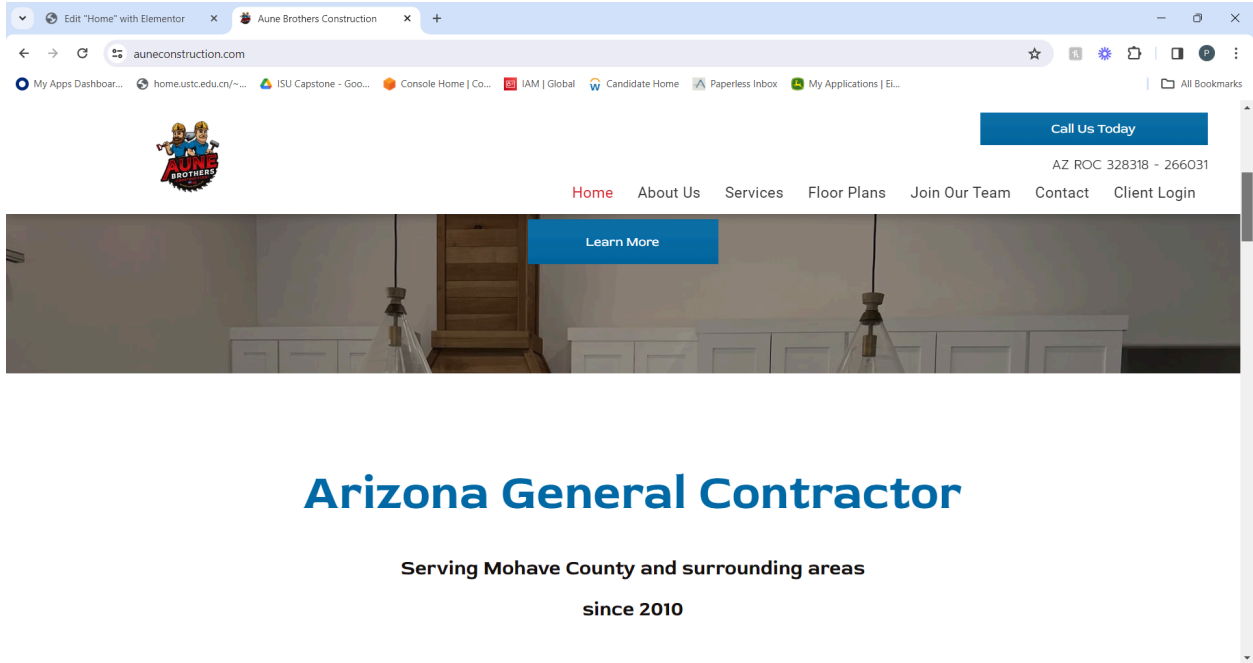 Edit "Home" with Elementor
Aune Brothers Construction
auneconstruction.com
P
My Apps Dashboar...
home.ustc.edu.cn/~...
ISU Capstone - Goo...
Console Home | Co...
IAM | Global
Candidate Home
Paperless Inbox
My Applications | Ei...
All Bookmarks
AUNE
BROTHERS
Call Us Today
AZ ROC 328318 - 266031
Home About Us Services Floor Plans Join Our Team Contact Client Login
Learn More
Arizona General Contractor
Serving Mohave County and surrounding areas
since 2010